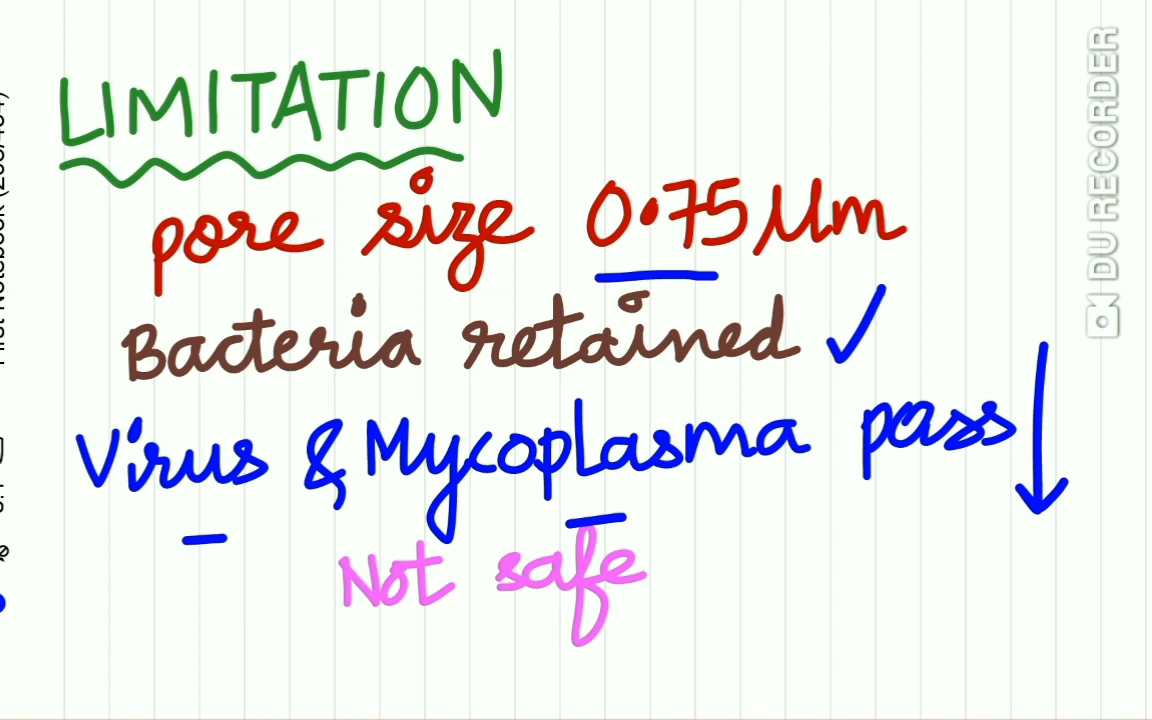 LIMITATION
pore size 0.75 µm
Bacteria retained ✓
Virus & Mycoplasma pass ↓
Not safe
DU RECORDER